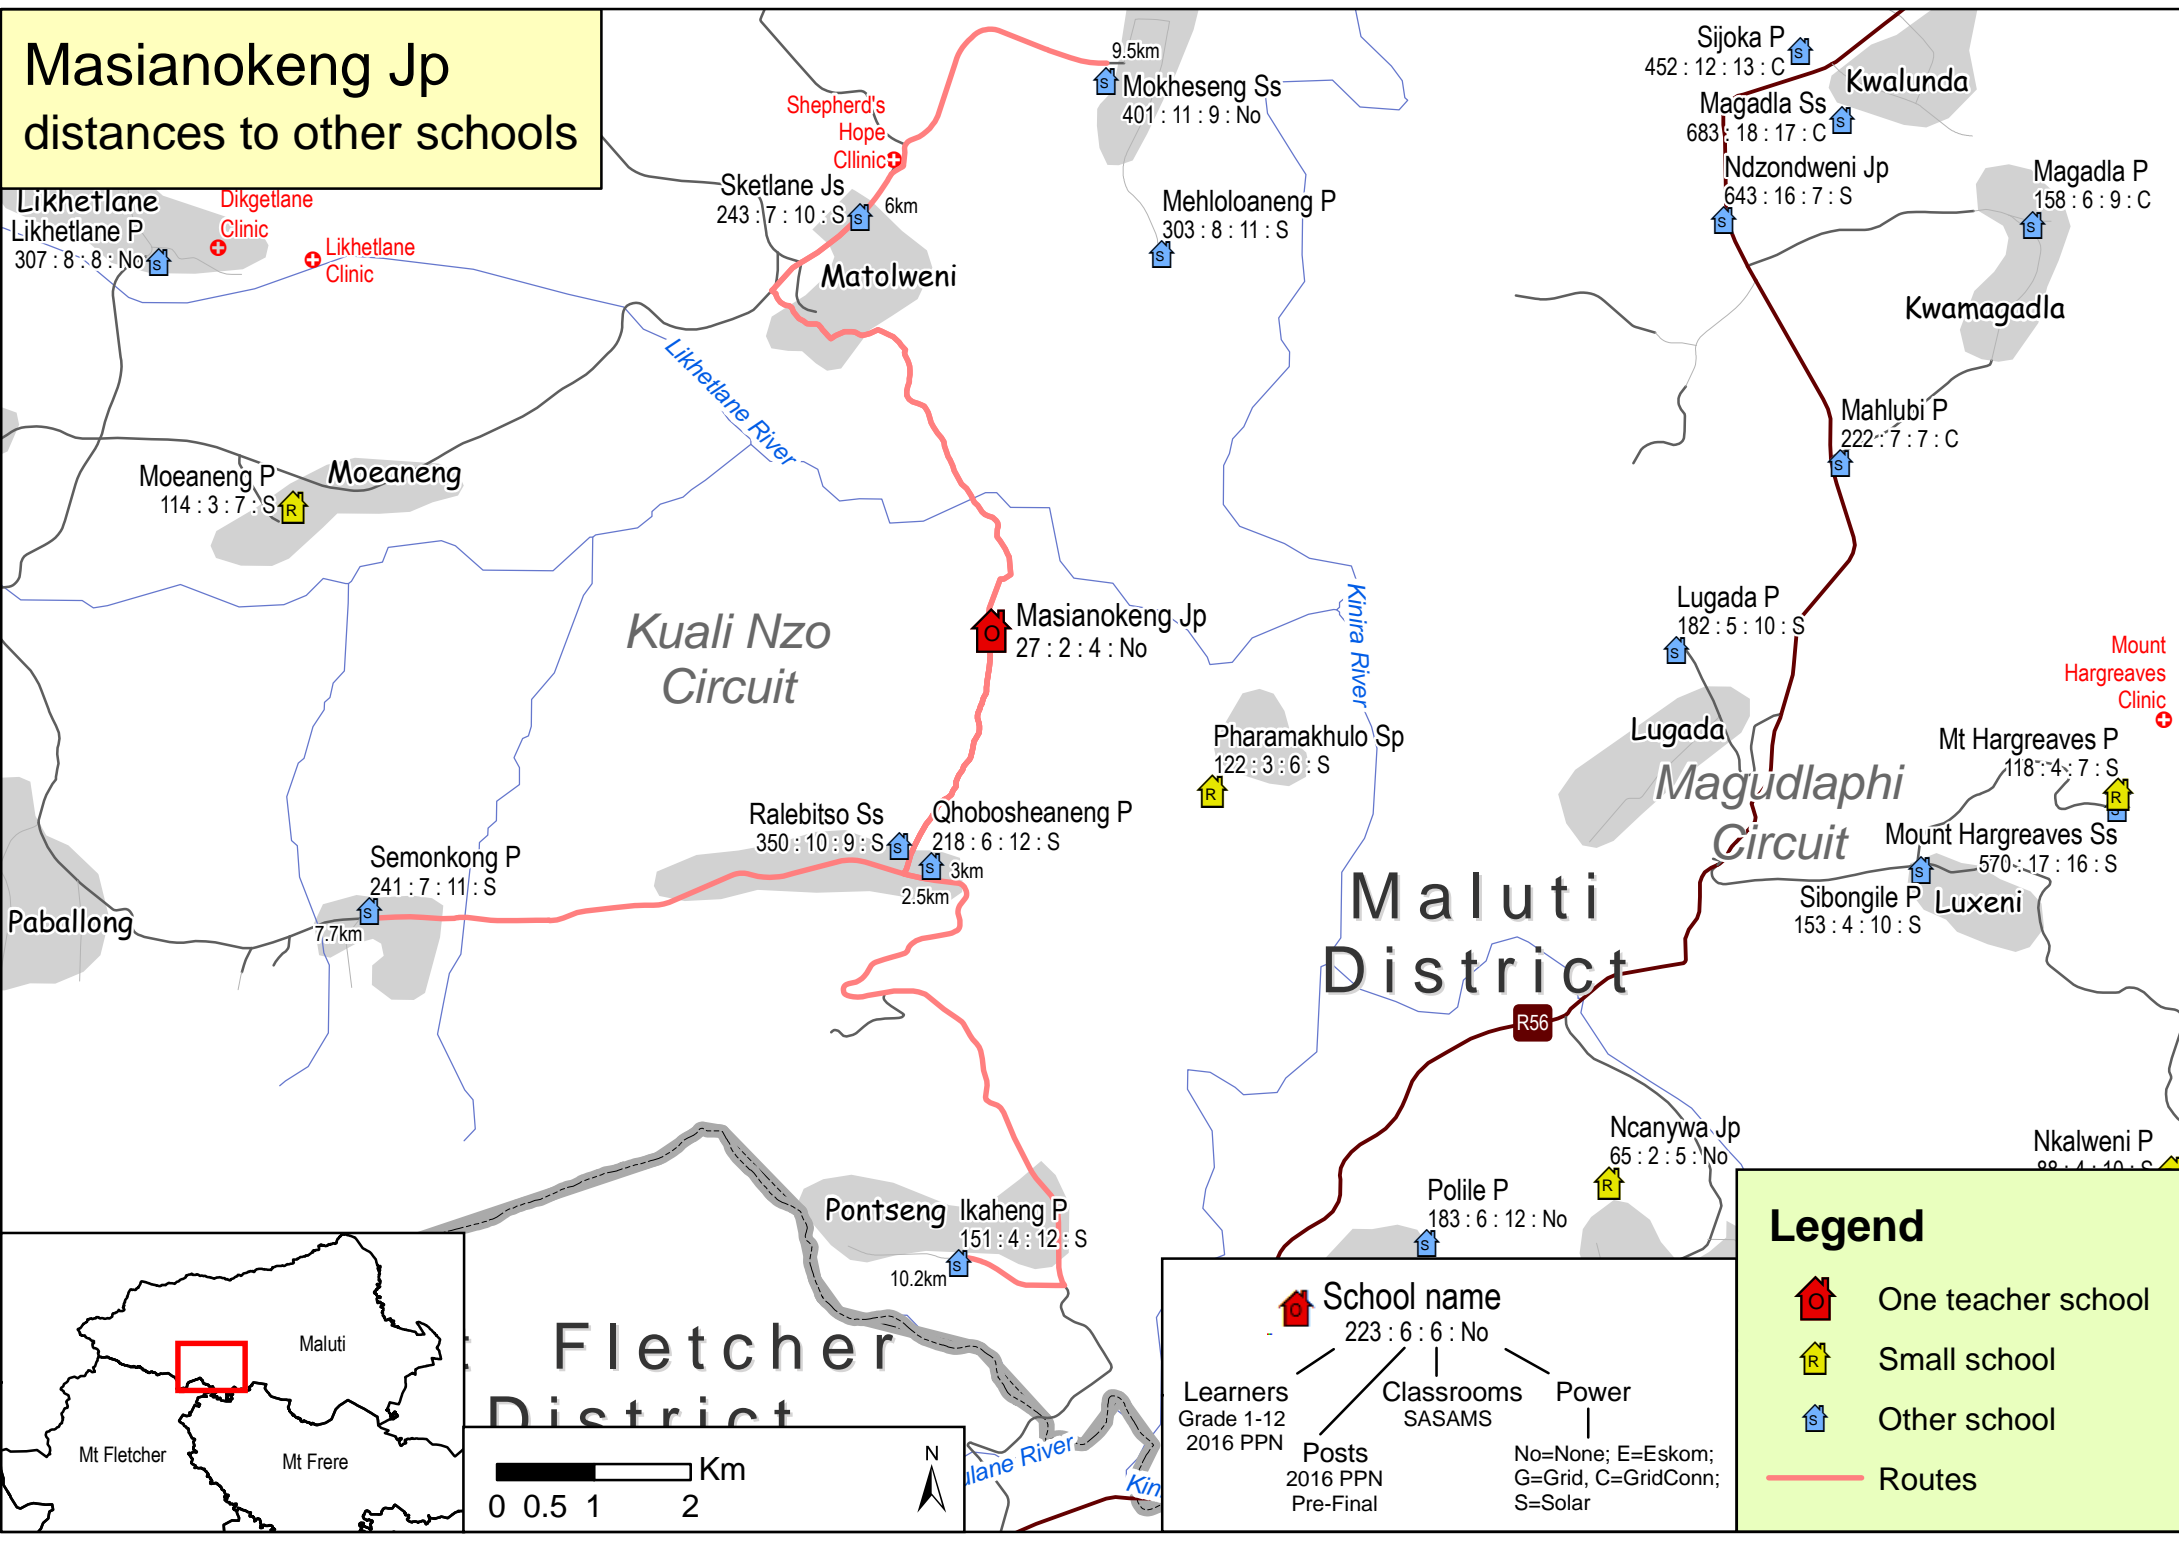 Masianokeng Jp
distances to other schools
9.5km
Mokheseng Ss
401 : 11 : 9 : No
Sijoka P
452 : 12 : 13 : C
Kwalunda
Magadla Ss
683 : 18 : 17 : C
Ndzondweni Jp
643 : 16 : 7 : S
Magadla P
158 : 6 : 9 : C
Kwamagadla
Shepherd's
Hope
Cllinic
Sketlane Js
243 : 7 : 10 : S
6km
Matolweni
Mehloloaneng P
303 : 8 : 11 : S
Likhetlane
Likhetlane P
307 : 8 : 8 : No
Dikgetlane
Clinic
Likhetlane
Clinic
Likhetlane River
Mahlubi P
222 : 7 : 7 : C
Moeaneng P
114 : 3 : 7 : S
Moeaneng
Kuali Nzo
Circuit
Masianokeng Jp
27 : 2 : 4 : No
Kinira River
Lugada P
182 : 5 : 10 : S
Lugada
Mount
Hargreaves
Clinic
Mt Hargreaves P
118 : 4 : 7 : S
Pharamakhulo Sp
122 : 3 : 6 : S
Magudlaphi
Circuit
Mount Hargreaves Ss
570 : 17 : 16 : S
Sibongile P
153 : 4 : 10 : S
Luxeni
Ralebitso Ss
350 : 10 : 9 : S
Qhobosheaneng P
218 : 6 : 12 : S
3km
2.5km
Semonkong P
241 : 7 : 11 : S
7.7km
Paballong
Maluti
District
R56
Ncanywa Jp
65 : 2 : 5 : No
Nkalweni P
88 : 4 : 10 : S
Polile P
183 : 6 : 12 : No
Pontseng
Ikaheng P
151 : 4 : 12 : S
10.2km
Fletcher
District
Maluti
Mt Fletcher
Mt Frere
Km
0 0.5 1 2
N
ulane River
Kin
O
School name
223 : 6 : 6 : No
Learners
Grade 1-12
2016 PPN
Posts
2016 PPN
Pre-Final
Classrooms
SASAMS
Power
No=None; E=Eskom;
G=Grid, C=GridConn;
S=Solar
Legend
O One teacher school
R Small school
S Other school
Routes